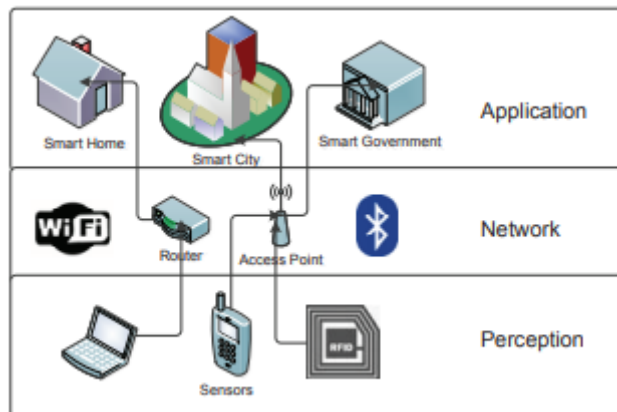 Smart Home
Smart City
Smart Government
Application
WiFi
Router
Access Point
Network
Sensors
RFID
Perception